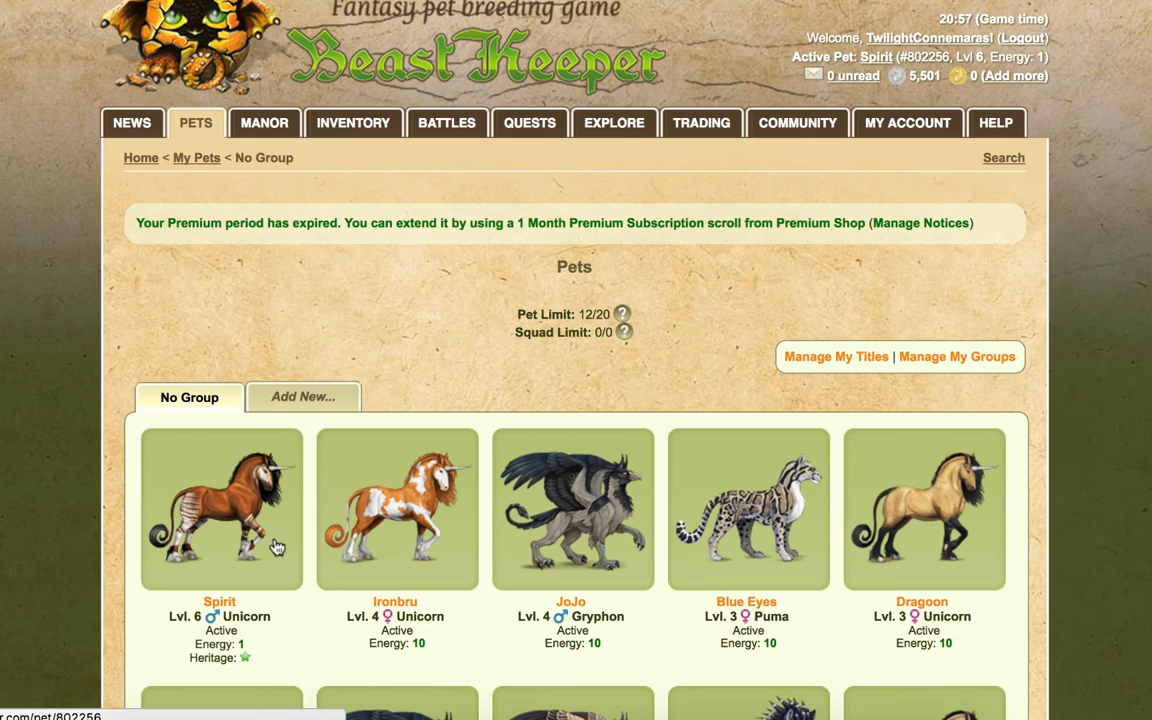 Fantasy pet breeding game
Beast Keeper
20:57 (Game time)
Welcome, TwilightConnemaras! (Logout)
Active Pet: Spirit (#802256, Lvl 6, Energy: 1)
0 unread 5,501 0 (Add more)
NEWS PETS MANOR INVENTORY BATTLES QUESTS EXPLORE TRADING COMMUNITY MY ACCOUNT HELP
Home < My Pets < No Group Search
Your Premium period has expired. You can extend it by using a 1 Month Premium Subscription scroll from Premium Shop (Manage Notices)
Pets
Pet Limit: 12/20 ?
Squad Limit: 0/0 ?
Manage My Titles | Manage My Groups
No Group Add New...
Spirit Ironbru JoJo Blue Eyes Dragoon
Lvl. 6 ♂ Unicorn Lvl. 4 ♀ Unicorn Lvl. 4 ♂ Gryphon Lvl. 3 ♀ Puma Lvl. 3 ♀ Unicorn
Active Active Active Active Active
Energy: 1 Energy: 10 Energy: 10 Energy: 10 Energy: 10
Heritage:
r.com/pet/802256